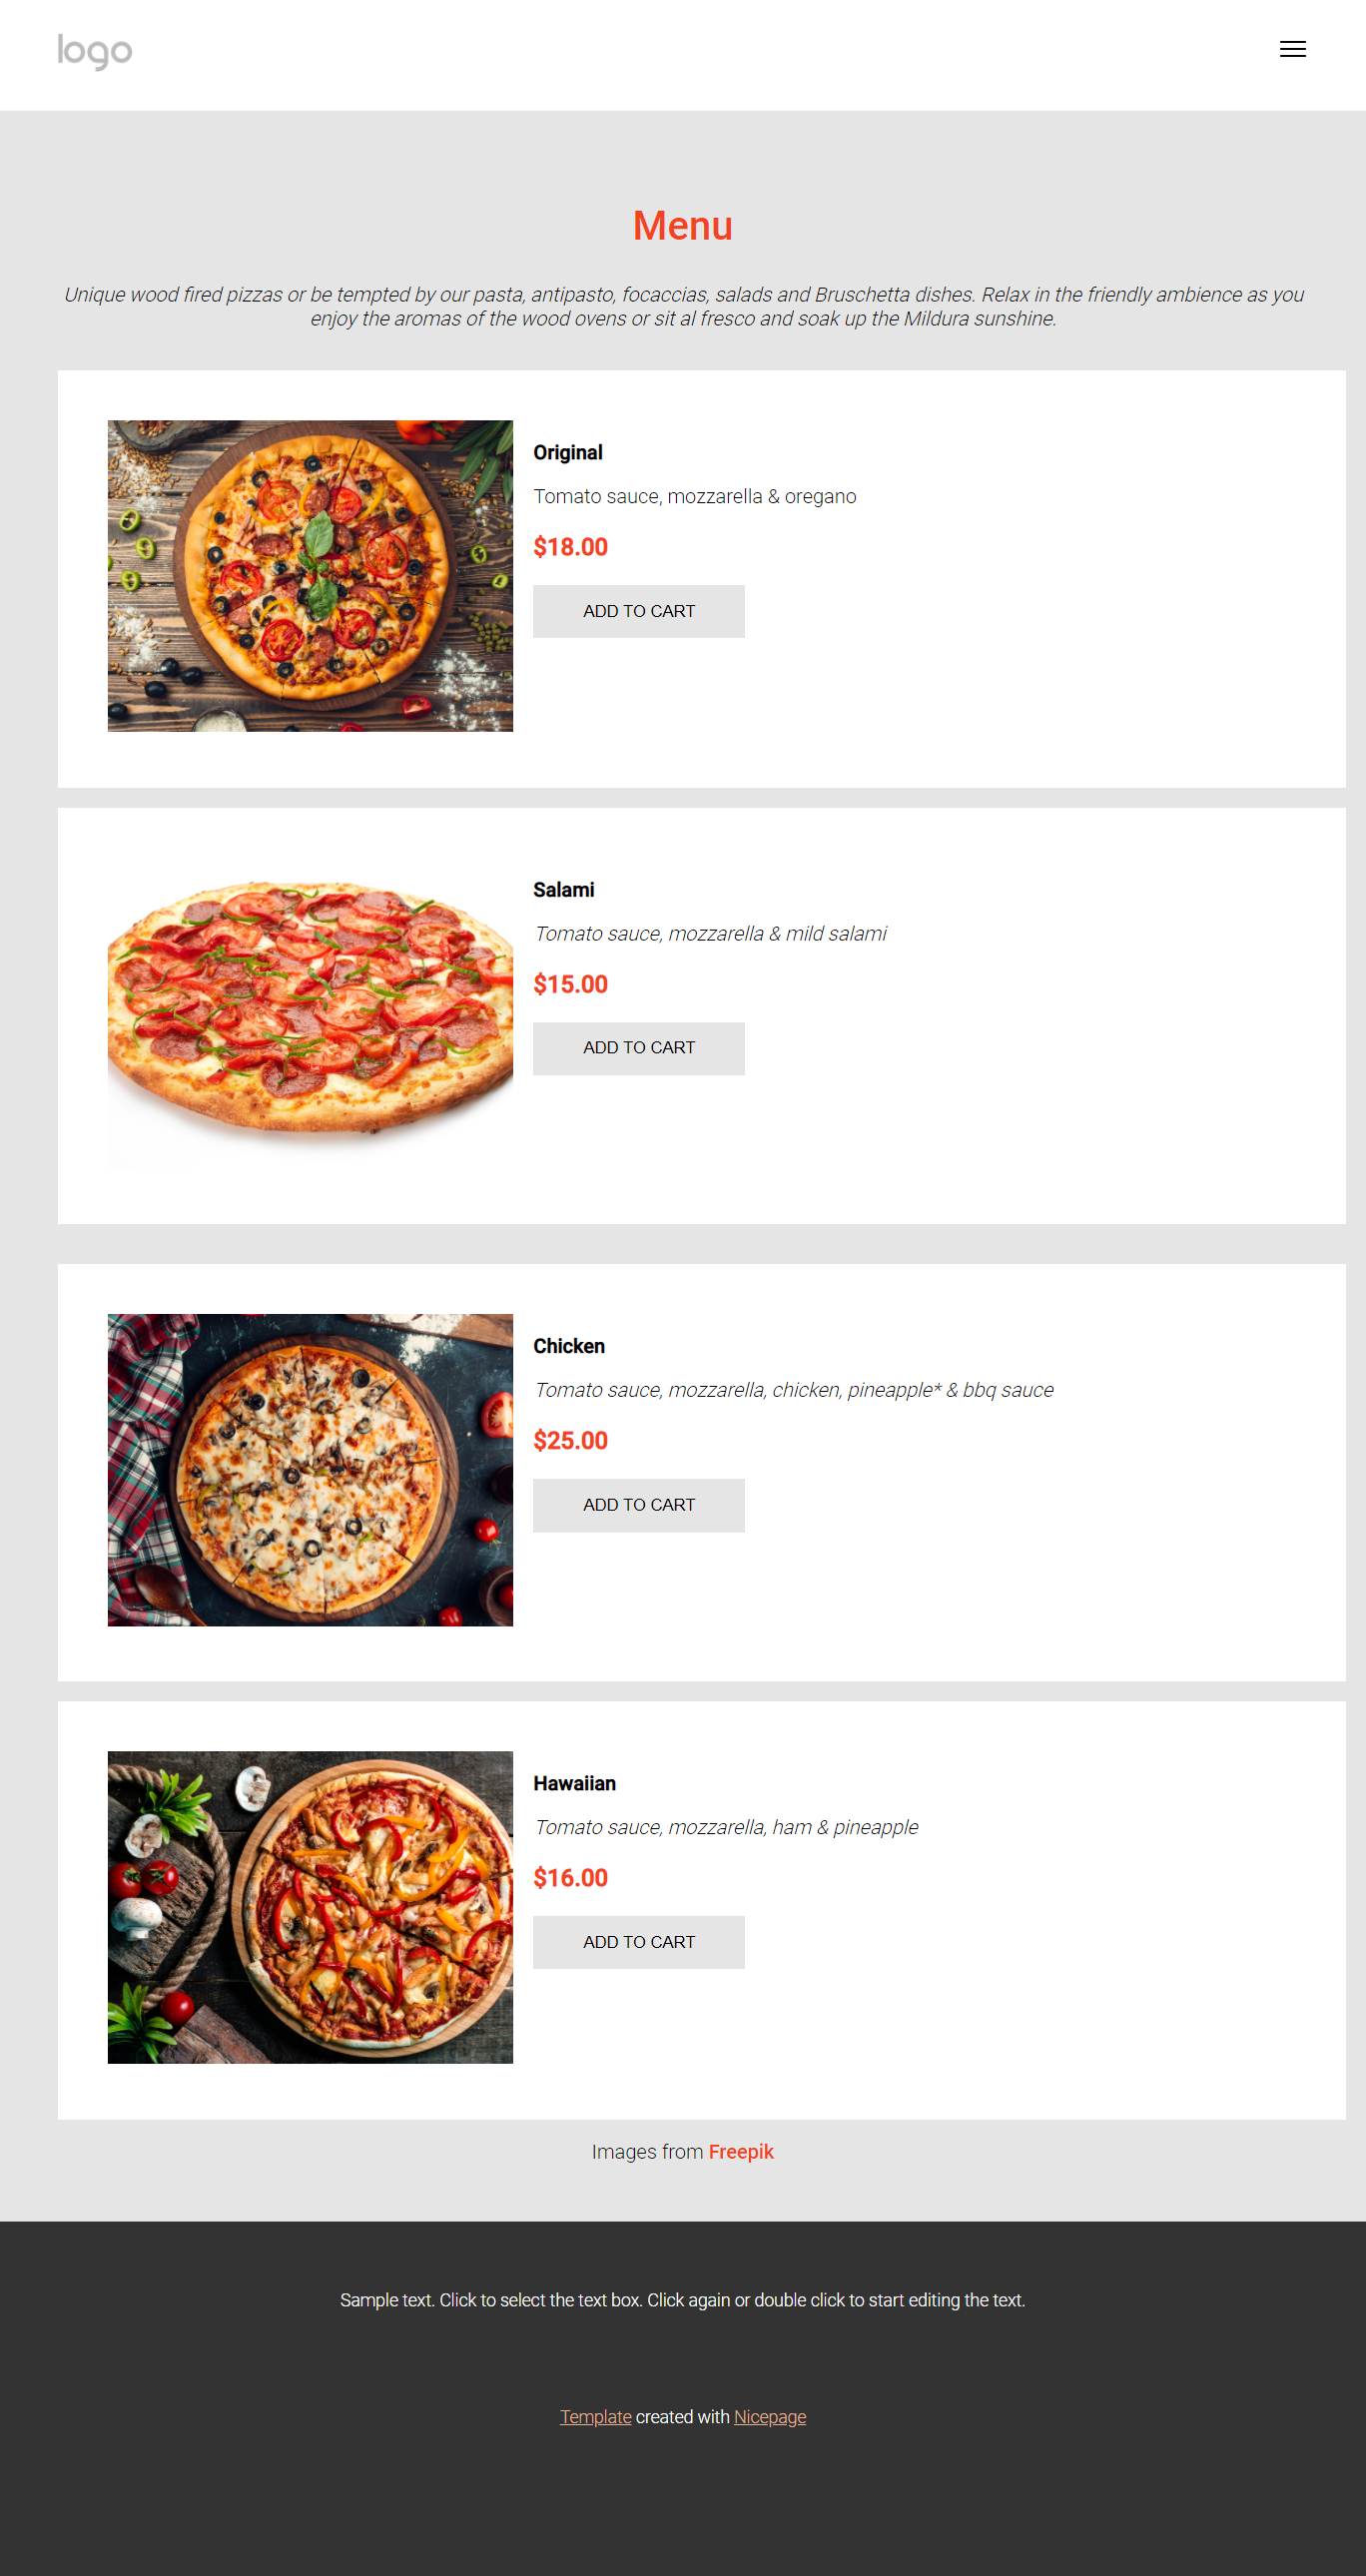 logo
Menu
Unique wood fired pizzas or be tempted by our pasta, antipasto, focaccias, salads and Bruschetta dishes. Relax in the friendly ambience as you
enjoy the aromas of the wood ovens or sit al fresco and soak up the Mildura sunshine.
Original
Tomato sauce, mozzarella & oregano
$18.00
ADD TO CART
Salami
Tomato sauce, mozzarella & mild salami
$15.00
ADD TO CART
Chicken
Tomato sauce, mozzarella, chicken, pineapple* & bbq sauce
$25.00
ADD TO CART
Hawaiian
Tomato sauce, mozzarella, ham & pineapple
$16.00
ADD TO CART
Images from Freepik
Sample text. Click to select the text box. Click again or double click to start editing the text.
Template created with Nicepage